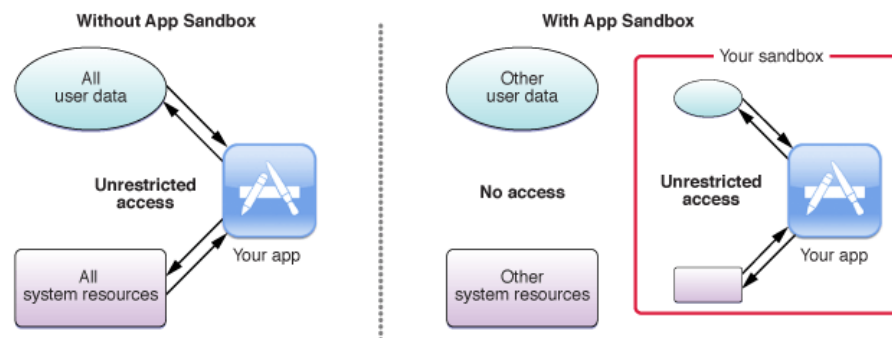 Without App Sandbox
All
user data
Unrestricted
access
Your app
All
system resources
With App Sandbox
Other
user data
No access
Other
system resources
Your sandbox
Unrestricted
access
Your app